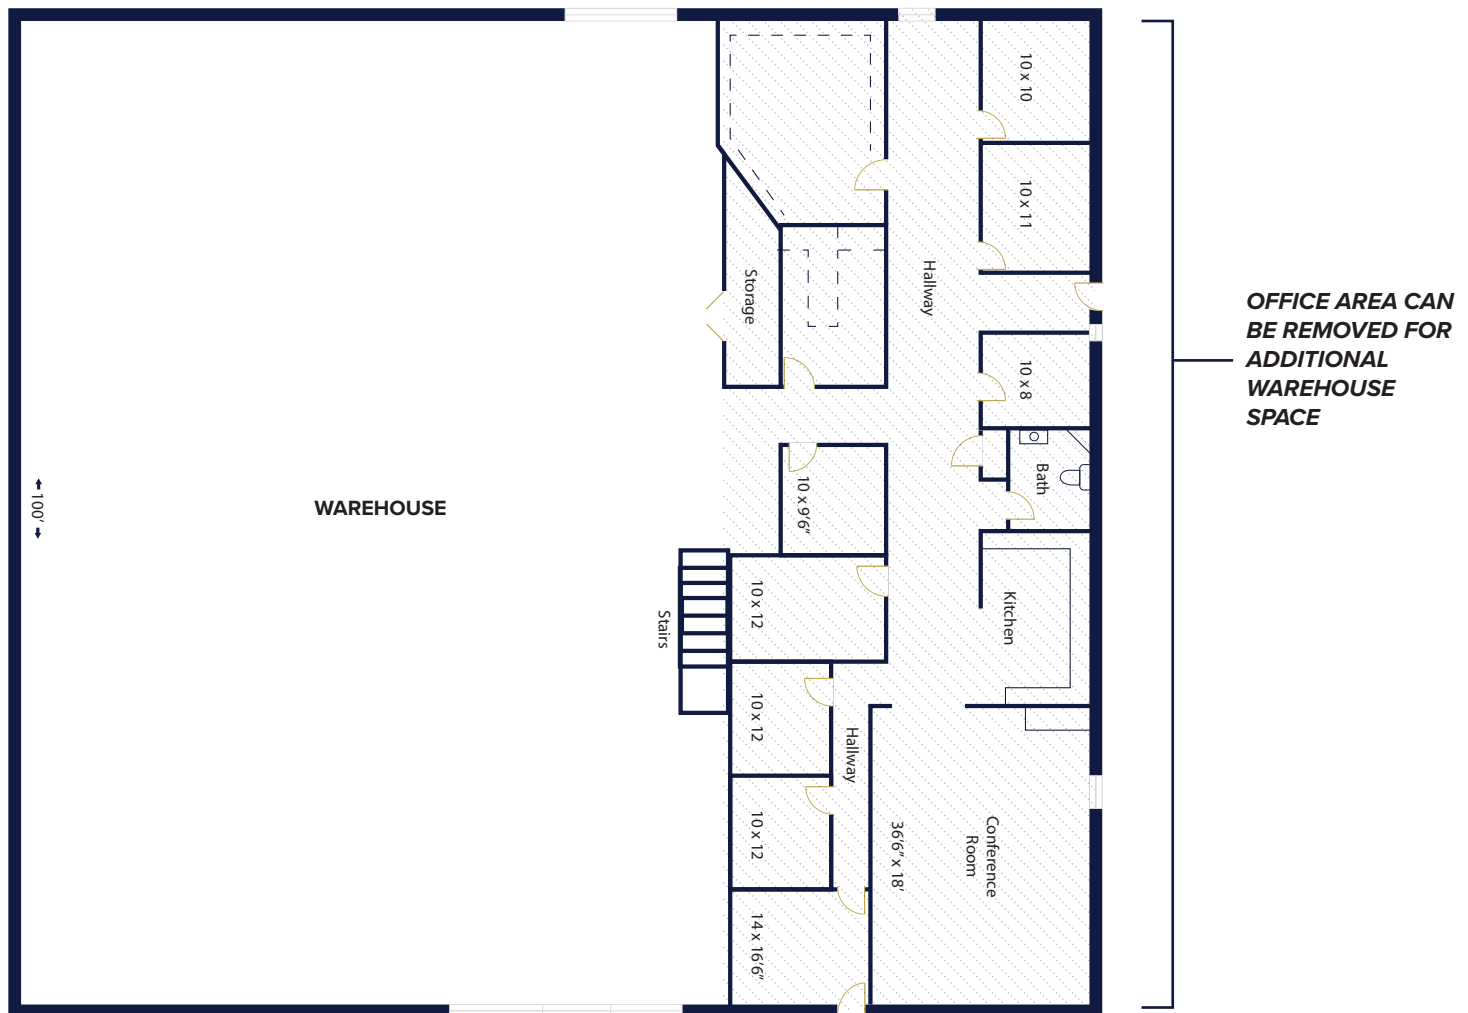 10 x 10
10 x 11
Hallway
Storage
OFFICE AREA CAN
BE REMOVED FOR
ADDITIONAL
WAREHOUSE
SPACE
10 x 8
Bath
100'
WAREHOUSE
10 x 9'6"
10 x 12
Stairs
Kitchen
10 x 12
Hallway
10 x 12
36'6" x 18'
Conference
Room
14 x 16'6"